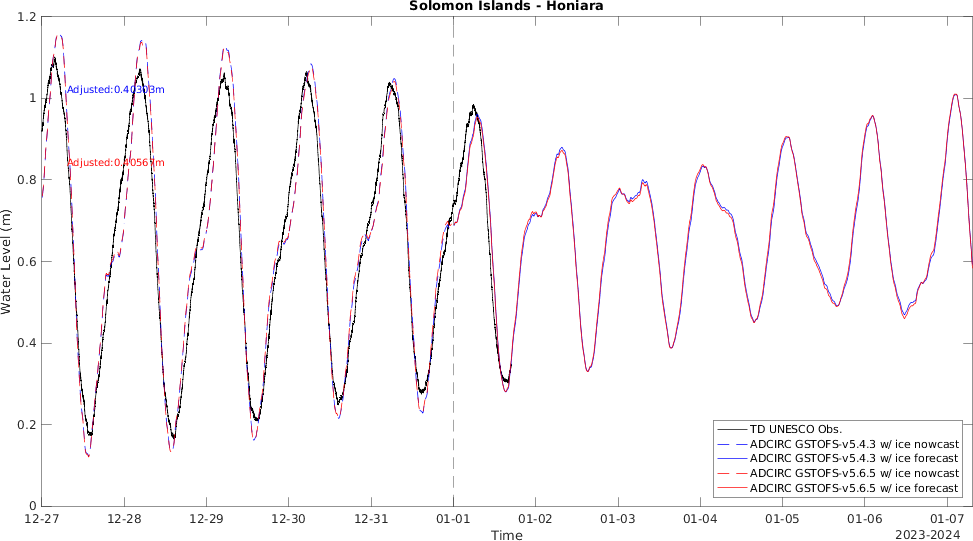 Solomon Islands - Honiara
1.2
1
0.8
0.6
0.4
0.2
0
Water Level (m)
Adjusted:0.40303m
Adjusted:0.40567m
TD UNESCO Obs.
ADCIRC GSTOFS-v5.4.3 w/ ice nowcast
ADCIRC GSTOFS-v5.4.3 w/ ice forecast
ADCIRC GSTOFS-v5.6.5 w/ ice nowcast
ADCIRC GSTOFS-v5.6.5 w/ ice forecast
12-27 12-28 12-29 12-30 12-31 01-01 01-02 01-03 01-04 01-05 01-06 01-07
Time
2023-2024